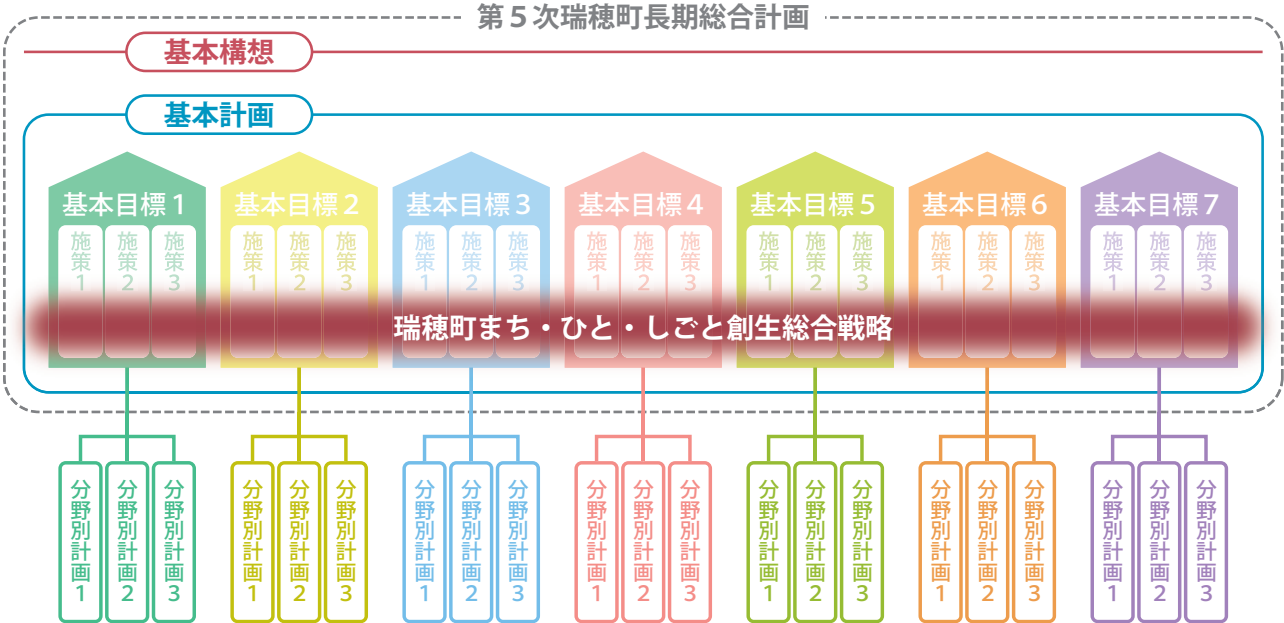 第5次瑞穂町長期総合計画
基本構想
基本計画
基本目標1
施策1
施策2
施策3
基本目標2
施策1
施策2
施策3
基本目標3
施策1
施策2
施策3
基本目標4
施策1
施策2
施策3
基本目標5
施策1
施策2
施策3
基本目標6
施策1
施策2
施策3
基本目標7
施策1
施策2
施策3
瑞穂町まち・ひと・しごと創生総合戦略
分野別計画1
分野別計画2
分野別計画3
分野別計画1
分野別計画2
分野別計画3
分野別計画1
分野別計画2
分野別計画3
分野別計画1
分野別計画2
分野別計画3
分野別計画1
分野別計画2
分野別計画3
分野別計画1
分野別計画2
分野別計画3
分野別計画1
分野別計画2
分野別計画3